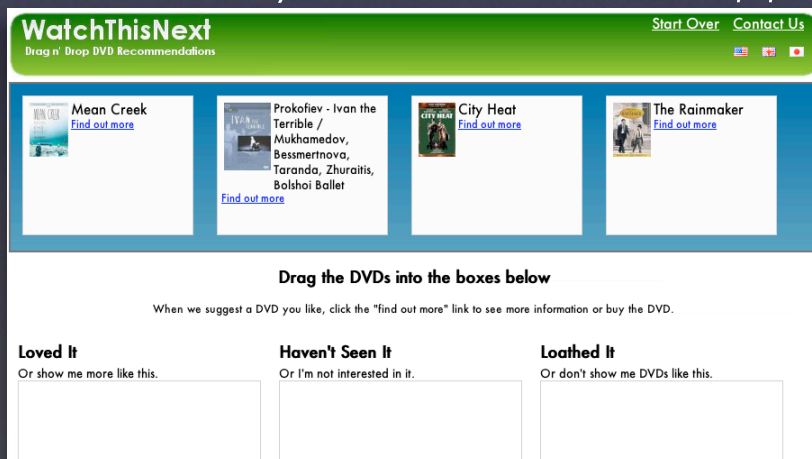 WatchThisNext
Drag n' Drop DVD Recommendations
Start Over Contact Us
Mean Creek
Find out more
Prokofiev - Ivan the
Terrible /
Mukhamedov,
Bessmertnova,
Taranda, Zhuraitis,
Bolshoi Ballet
Find out more
City Heat
Find out more
The Rainmaker
Find out more
MEAN CREEK
CITY HEAT
Drag the DVDs into the boxes below
When we suggest a DVD you like, click the "find out more" link to see more information or buy the DVD.
Loved It
Or show me more like this.
Haven't Seen It
Or I'm not interested in it.
Loathed It
Or don't show me DVDs like this.